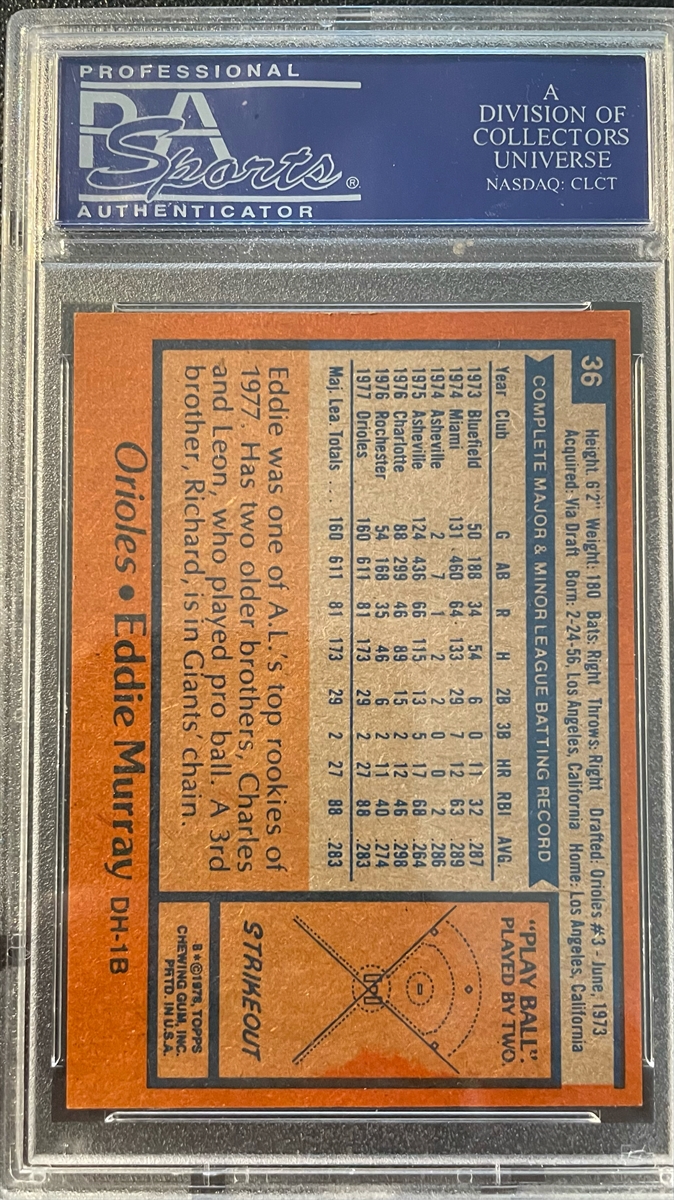 PROFESSIONAL
PSA
Sports®
AUTHENTICATOR
A
DIVISION OF
COLLECTORS
UNIVERSE
NASDAQ: CLCT
36
Height, 6'2" Weight: 180 Bats: Right Throws: Right Drafted: Orioles #3 - June, 1973
Acquired: Via Draft Born: 2-24-56, Los Angeles, California Home: Los Angeles, California
COMPLETE MAJOR & MINOR LEAGUE BATTING RECORD
Year Club G AB R H 2B 3B HR RBI AVG.
1973 Bluefield 50 188 34 54 6 0 11 32 .287
1974 Miami 131 460 64 133 29 7 12 63 .289
1974 Asheville 2 7 1 2 2 0 0 2 .286
1975 Asheville 124 436 66 115 13 5 17 68 .264
1976 Charlotte 88 299 46 89 15 2 12 46 .298
1976 Rochester 54 168 35 46 6 2 11 40 .274
1977 Orioles 160 611 81 173 29 2 27 88 .283
Maj. Lea. Totals . . . . 160 611 81 173 29 2 27 88 .283
Eddie was one of A.L.'s top rookies of
1977. Has two older brothers, Charles
and Leon, who played pro ball. A 3rd
brother, Richard, is in Giants' chain.
"PLAY BALL"
PLAYED BY TWO.
STRIKEOUT
B*©1978, TOPPS
CHEWING GUM, INC.
PRTD. IN U.S.A.
Orioles • Eddie Murray DH-1B